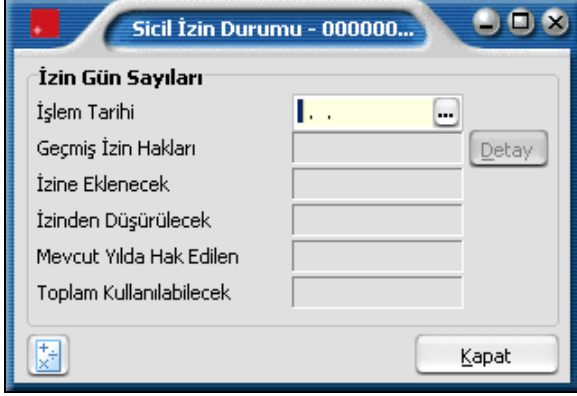 Sicil İzin Durumu - 000000...
İzin Gün Sayıları
İşlem Tarihi . . ...
Geçmiş İzin Hakları Detay
İzine Eklenecek
İzinden Düşürülecek
Mevcut Yılda Hak Edilen
Toplam Kullanılabilecek
Kapat